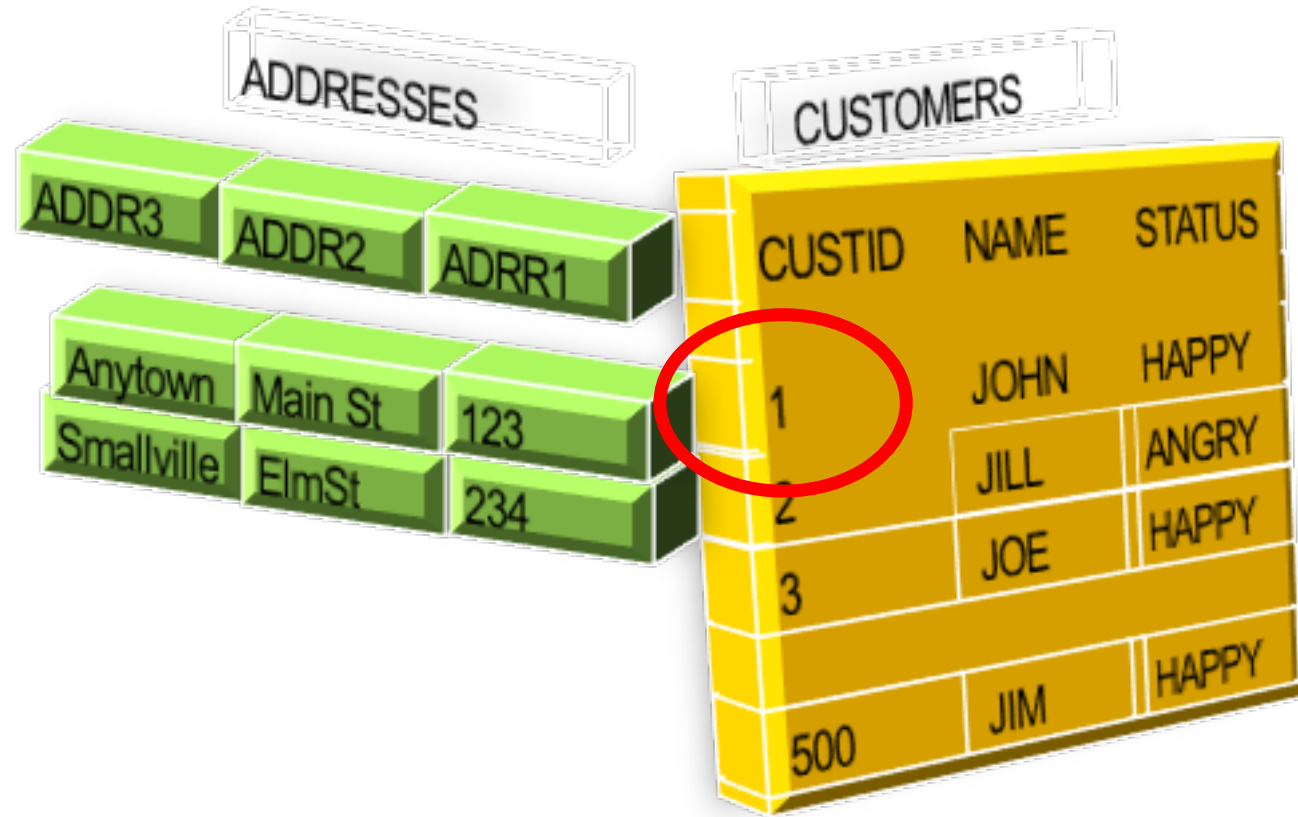 ADDRESSES
ADDR3 ADDR2 ADRR1
Anytown Main St 123
Smallville ElmSt 234
CUSTOMERS
CUSTID NAME STATUS
1 JOHN HAPPY
2 JILL ANGRY
3 JOE HAPPY
500 JIM HAPPY